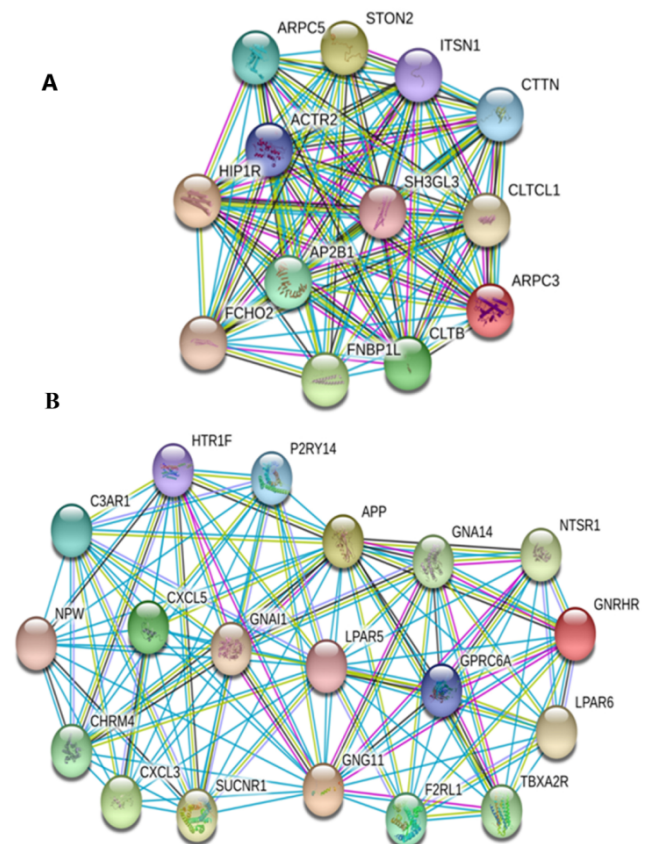 A
ARPC5
STON2
ITSN1
CTTN
ACTR2
HIP1R
SH3GL3
CLTCL1
AP2B1
ARPC3
FCHO2
FNBP1L
CLTB
B
HTR1F
P2RY14
C3AR1
APP
GNA14
NTSR1
CXCL5
NPW
GNAI1
LPAR5
GNRHR
GPRC6A
LPAR6
CHRM4
CXCL3
SUCNR1
GNG11
F2RL1
TBXA2R